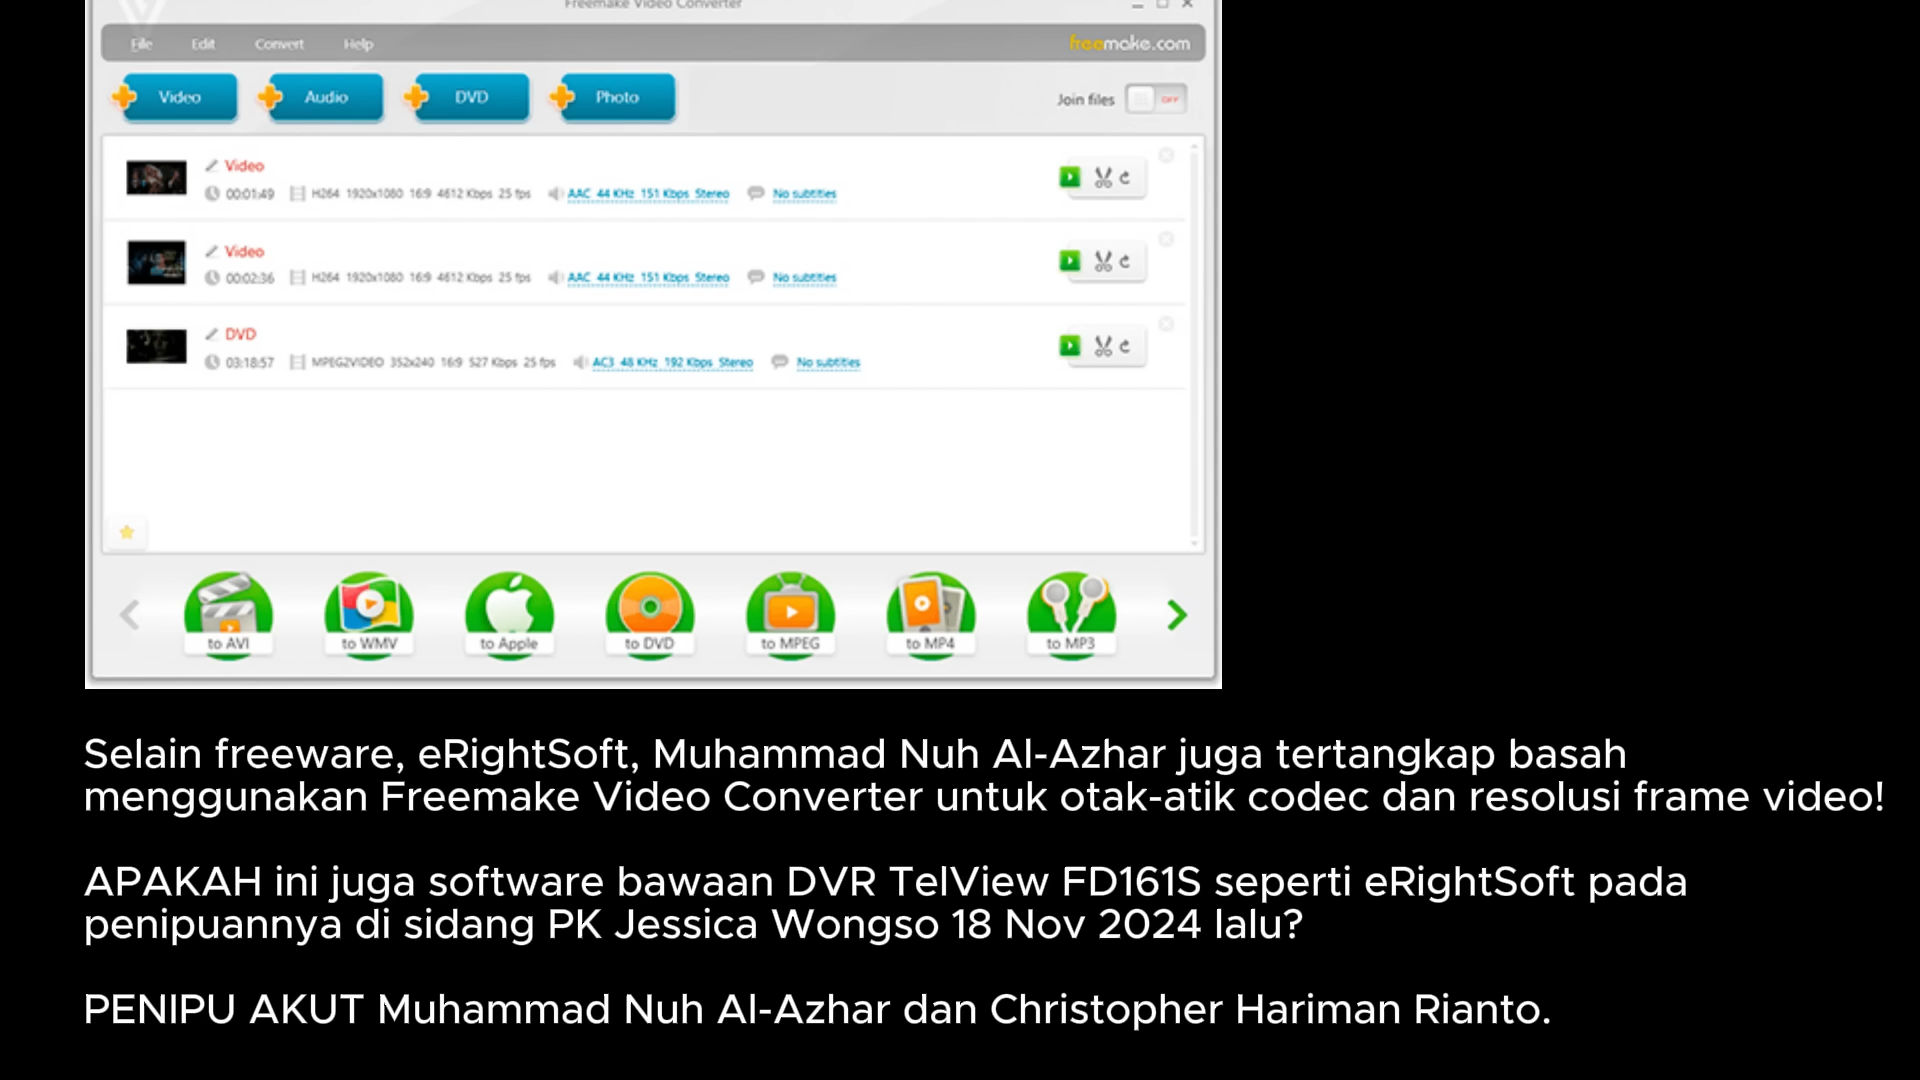 Freemake Video Converter
File Edit Convert Help
freemake.com
Video Audio DVD Photo
Join files OFF
Video
00:01:49 H264 1920x1080 16:9 4612 Kbps 25 fps AAC 44 KHz 151 Kbps Stereo No subtitles
Video
00:02:36 H264 1920x1080 16:9 4612 Kbps 25 fps AAC 44 KHz 151 Kbps Stereo No subtitles
DVD
03:18:57 MPEG2VIDEO 352x240 16:9 527 Kbps 25 fps AC3 48 KHz 192 Kbps Stereo No subtitles
to AVI to WMV to Apple to DVD to MPEG to MP4 to MP3
Selain freeware, eRightSoft, Muhammad Nuh Al-Azhar juga tertangkap basah
menggunakan Freemake Video Converter untuk otak-atik codec dan resolusi frame video!
APAKAH ini juga software bawaan DVR TelView FD161S seperti eRightSoft pada
penipuannya di sidang PK Jessica Wongso 18 Nov 2024 lalu?
PENIPU AKUT Muhammad Nuh Al-Azhar dan Christopher Hariman Rianto.